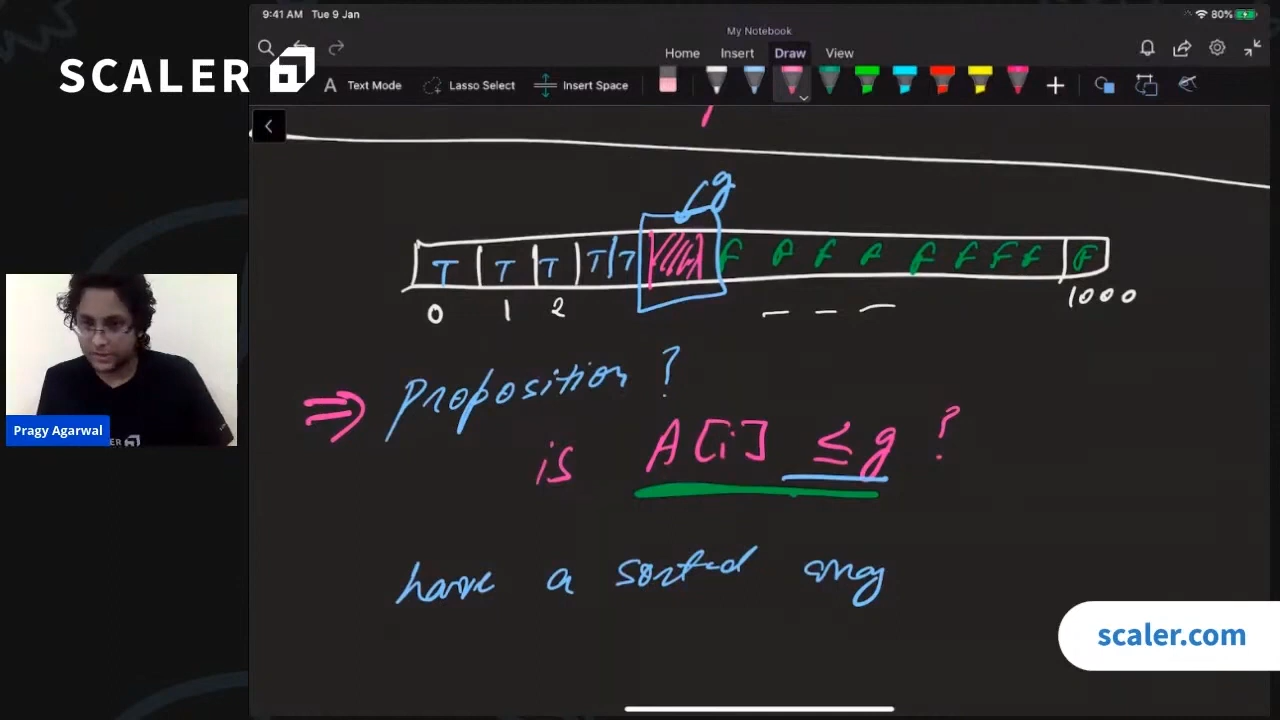 9:41 AM Tue 9 Jan
80%
My Notebook
Home Insert Draw View
SCALER
Text Mode Lasso Select Insert Space
g
T T T T T F F F F F F F F F
0 1 2 1000
proposition?
is A[i] ≤ g ?
have a sorted array
Pragy Agarwal
scaler.com